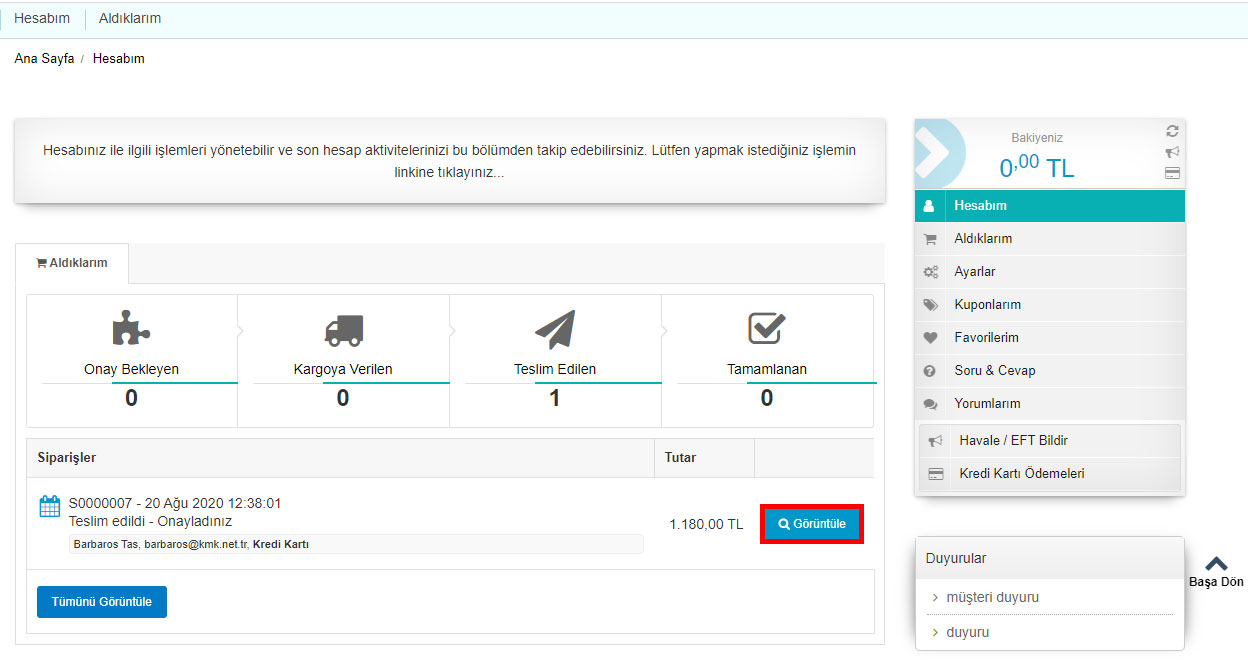 Hesabım Aldıklarım
Ana Sayfa / Hesabım
Hesabınız ile ilgili işlemleri yönetebilir ve son hesap aktivitelerinizi bu bölümden takip edebilirsiniz. Lütfen yapmak istediğiniz işlemin
linkine tıklayınız...
Aldıklarım
Onay Bekleyen
0
Kargoya Verilen
0
Teslim Edilen
1
Tamamlanan
0
Siparişler Tutar
S0000007 - 20 Ağu 2020 12:38:01
Teslim edildi - Onayladınız
Barbaros Tas, barbaros@kmk.net.tr, Kredi Kartı
1.180,00 TL
Görüntüle
Tümünü Görüntüle
Bakiyeniz
0,00 TL
Hesabım
Aldıklarım
Ayarlar
Kuponlarım
Favorilerim
Soru & Cevap
Yorumlarım
Havale / EFT Bildir
Kredi Kartı Ödemeleri
Duyurular
müşteri duyuru
duyuru
Başa Dön